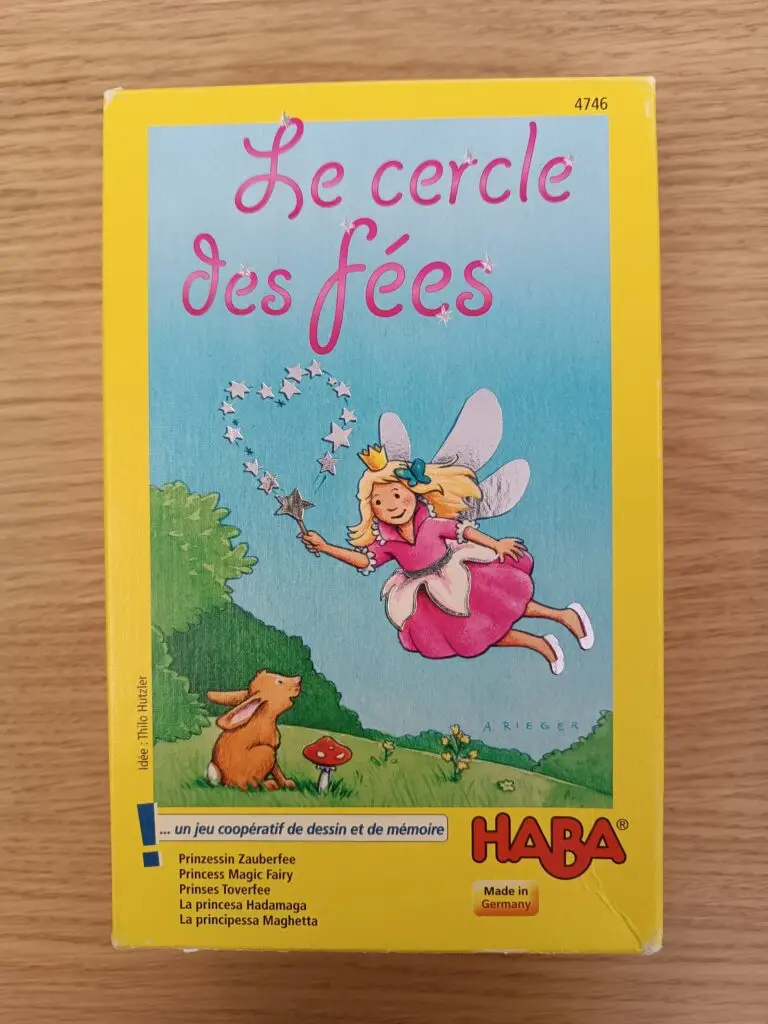 4746
Le cercle
des fées
A. RIEGER
Idée : Thilo Hutzler
... un jeu coopératif de dessin et de mémoire
HABA®
Prinzessin Zauberfee
Princess Magic Fairy
Prinses Toverfee
La princesa Hadamaga
La principessa Maghetta
Made in
Germany